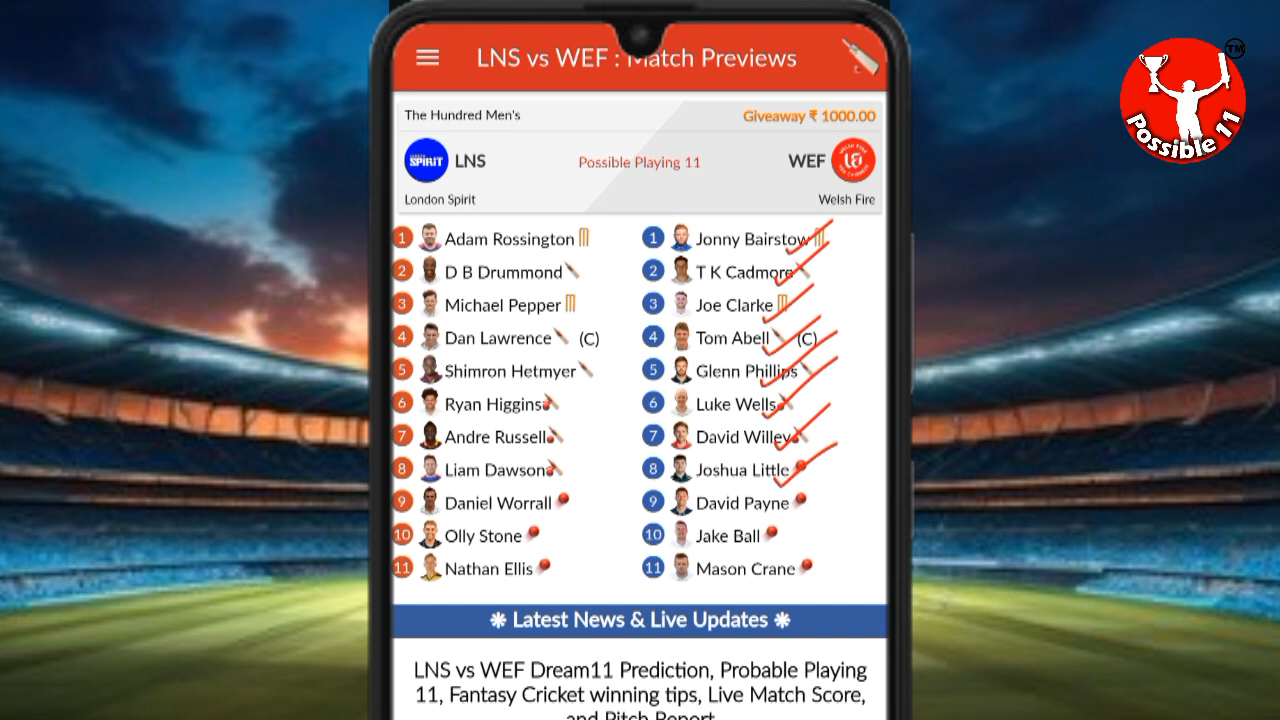 LNS vs WEF : Match Previews
TM
Possible 11
The Hundred Men's
Giveaway ₹ 1000.00
SPIRIT
LNS
Possible Playing 11
WEF
London Spirit
Welsh Fire
1 Adam Rossington
1 Jonny Bairstow
2 D B Drummond
2 T K Cadmore
3 Michael Pepper
3 Joe Clarke
4 Dan Lawrence (C)
4 Tom Abell (C)
5 Shimron Hetmyer
5 Glenn Phillips
6 Ryan Higgins
6 Luke Wells
7 Andre Russell
7 David Willey
8 Liam Dawson
8 Joshua Little
9 Daniel Worrall
9 David Payne
10 Olly Stone
10 Jake Ball
11 Nathan Ellis
11 Mason Crane
Latest News & Live Updates
LNS vs WEF Dream11 Prediction, Probable Playing
11, Fantasy Cricket winning tips, Live Match Score,
and Pitch Report